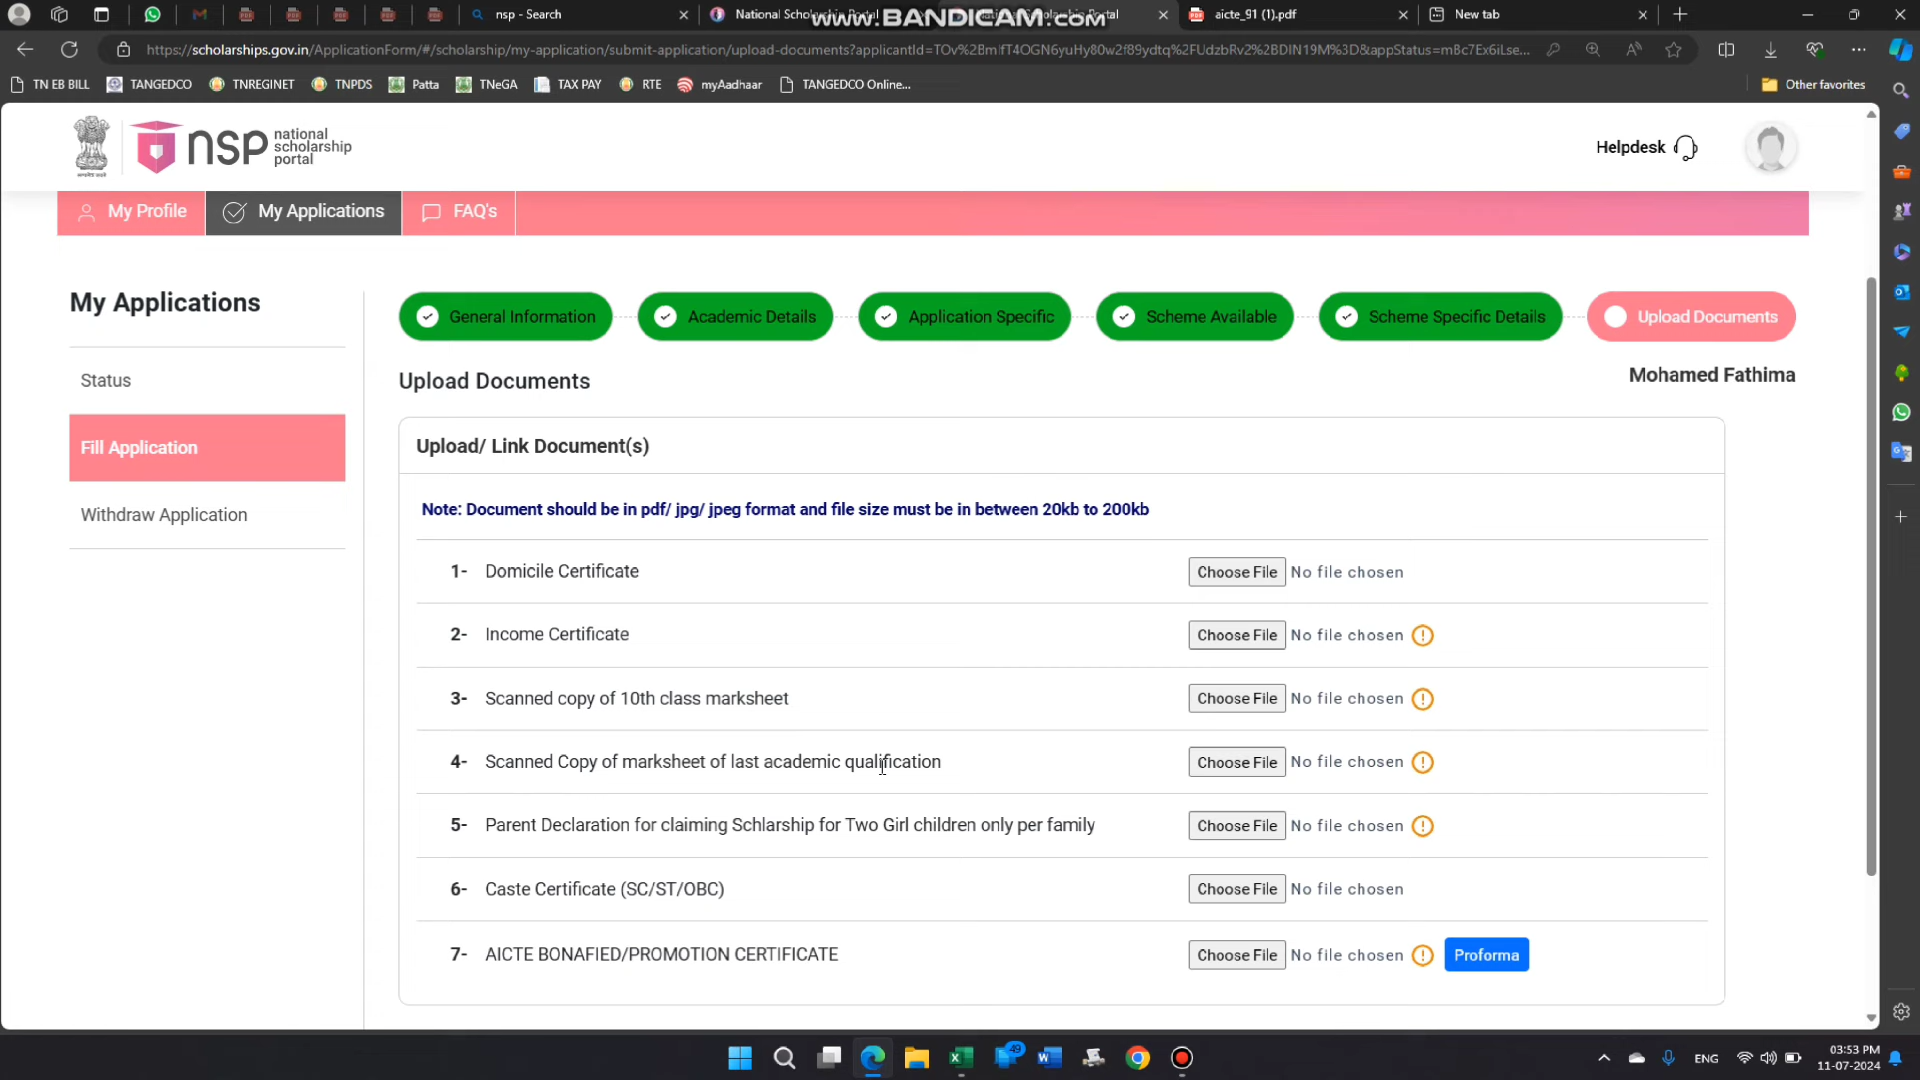 nsp - Search
National Scholarship Portal
www.BANDICAM.com
Portal
aicte_91 (1).pdf
New tab
https://scholarships.gov.in/ApplicationForm/#/scholarship/my-application/submit-application/upload-documents?applicantId=
TN EB BILL
TANGEDCO
TNREGINET
TNPDS
Patta
TNeGA
TAX PAY
RTE
myAadhaar
TANGEDCO Online...
Other favorites
nsp national
scholarship
portal
Helpdesk
My Profile
My Applications
FAQ's
My Applications
Status
Fill Application
Withdraw Application
General Information
Academic Details
Application Specific
Scheme Available
Scheme Specific Details
Upload Documents
Upload Documents
Mohamed Fathima
Upload/ Link Document(s)
Note: Document should be in pdf/ jpg/ jpeg format and file size must be in between 20kb to 200kb
1- Domicile Certificate Choose File No file chosen
2- Income Certificate Choose File No file chosen
3- Scanned copy of 10th class marksheet Choose File No file chosen
4- Scanned Copy of marksheet of last academic qualification Choose File No file chosen
5- Parent Declaration for claiming Schlarship for Two Girl children only per family Choose File No file chosen
6- Caste Certificate (SC/ST/OBC) Choose File No file chosen
7- AICTE BONAFIED/PROMOTION CERTIFICATE Choose File No file chosen Proforma
49
ENG
03:53 PM
11-07-2024